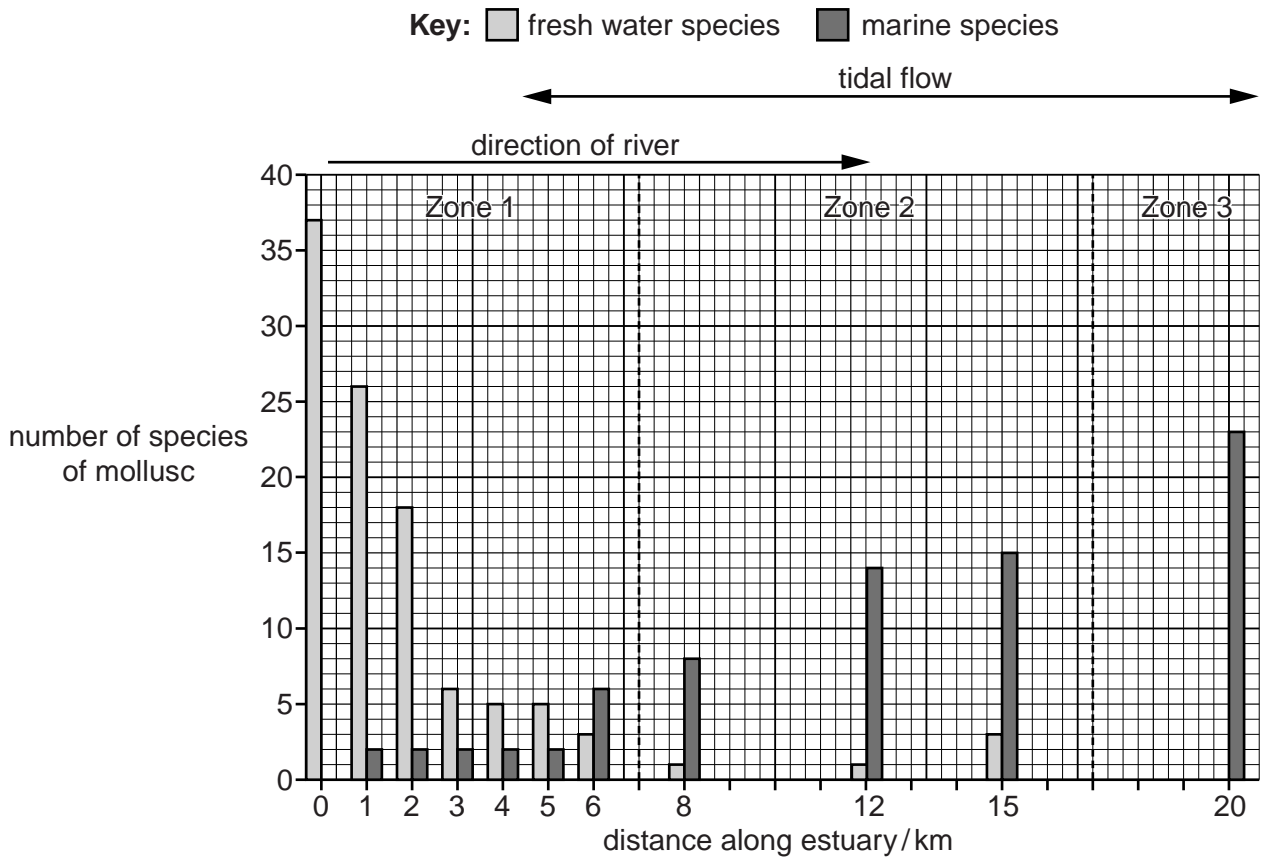 Key: fresh water species marine species
tidal flow
direction of river
Zone 1 Zone 2 Zone 3
40
35
30
25
20
15
10
5
0
number of species
of mollusc
0 1 2 3 4 5 6 8 12 15 20
distance along estuary / km